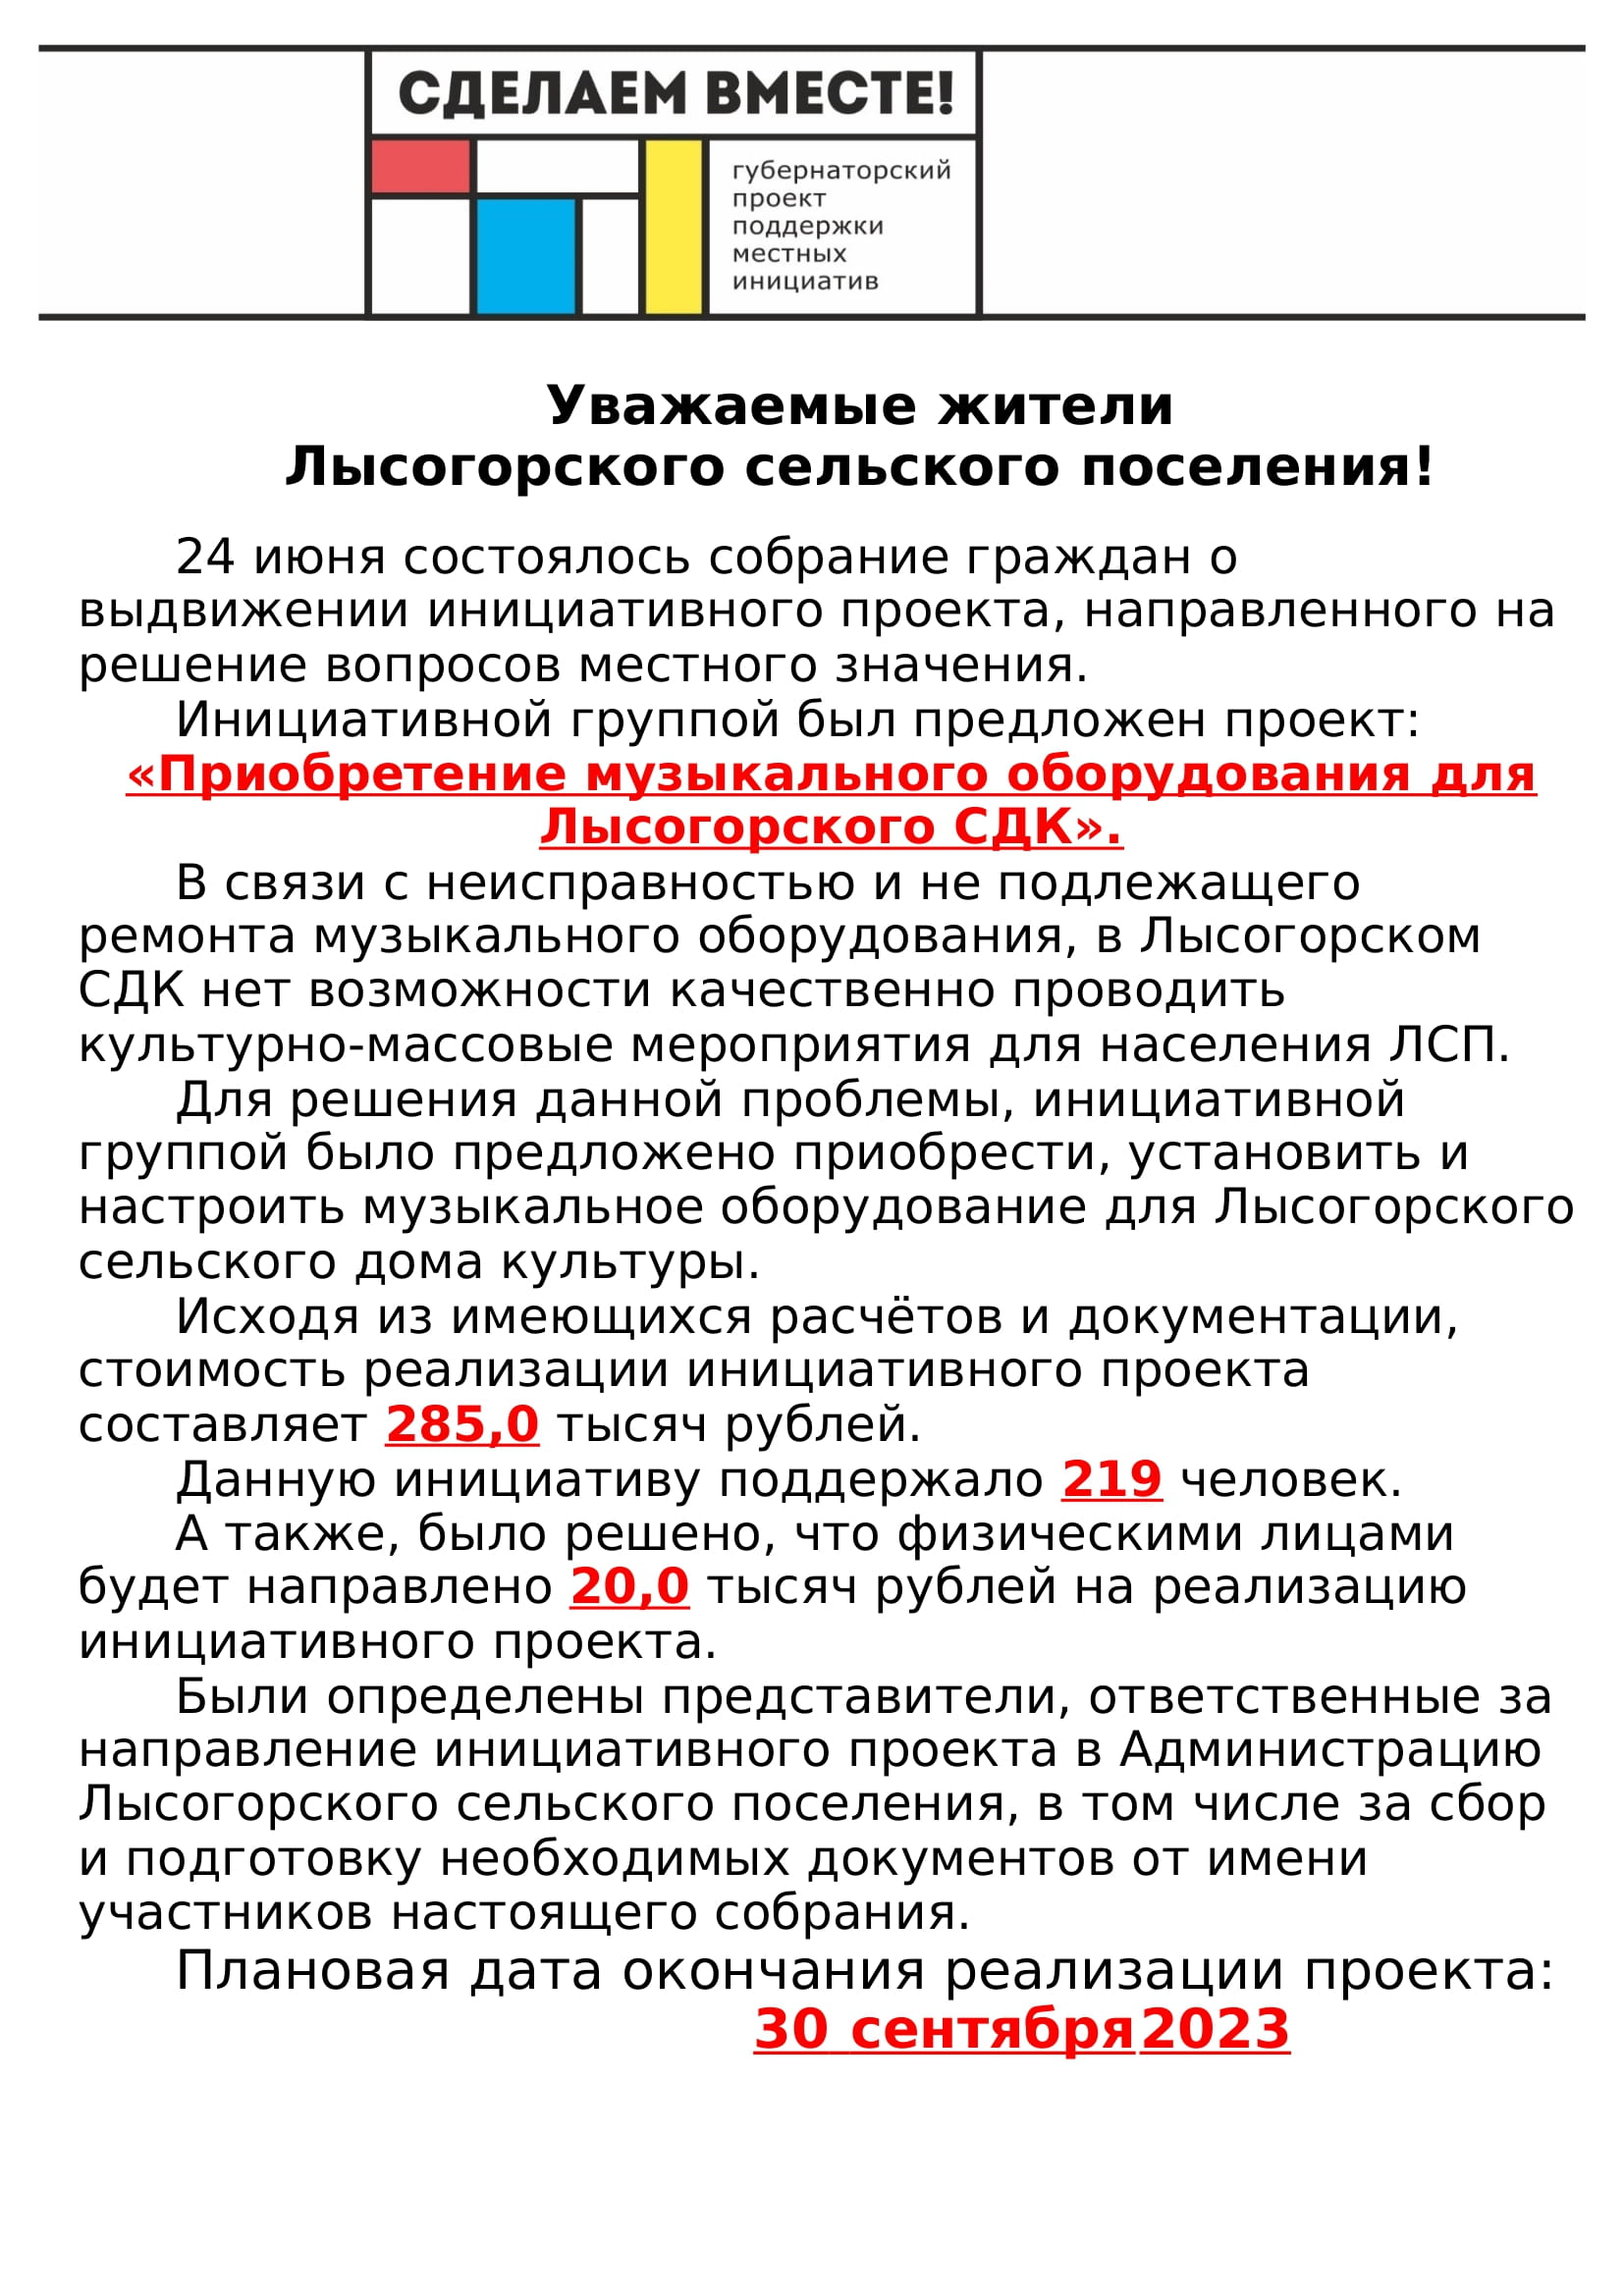 СДЕЛАЕМ ВМЕСТЕ!
губернаторский
проект
поддержки
местных
инициатив
Уважаемые жители
Лысогорского сельского поселения!
24 июня состоялось собрание граждан о
выдвижении инициативного проекта, направленного на
решение вопросов местного значения.
Инициативной группой был предложен проект:
«Приобретение музыкального оборудования для
Лысогорского СДК».
В связи с неисправностью и не подлежащего
ремонта музыкального оборудования, в Лысогорском
СДК нет возможности качественно проводить
культурно-массовые мероприятия для населения ЛСП.
Для решения данной проблемы, инициативной
группой было предложено приобрести, установить и
настроить музыкальное оборудование для Лысогорского
сельского дома культуры.
Исходя из имеющихся расчётов и документации,
стоимость реализации инициативного проекта
составляет 285,0 тысяч рублей.
Данную инициативу поддержало 219 человек.
А также, было решено, что физическими лицами
будет направлено 20,0 тысяч рублей на реализацию
инициативного проекта.
Были определены представители, ответственные за
направление инициативного проекта в Администрацию
Лысогорского сельского поселения, в том числе за сбор
и подготовку необходимых документов от имени
участников настоящего собрания.
Плановая дата окончания реализации проекта:
30 сентября 2023